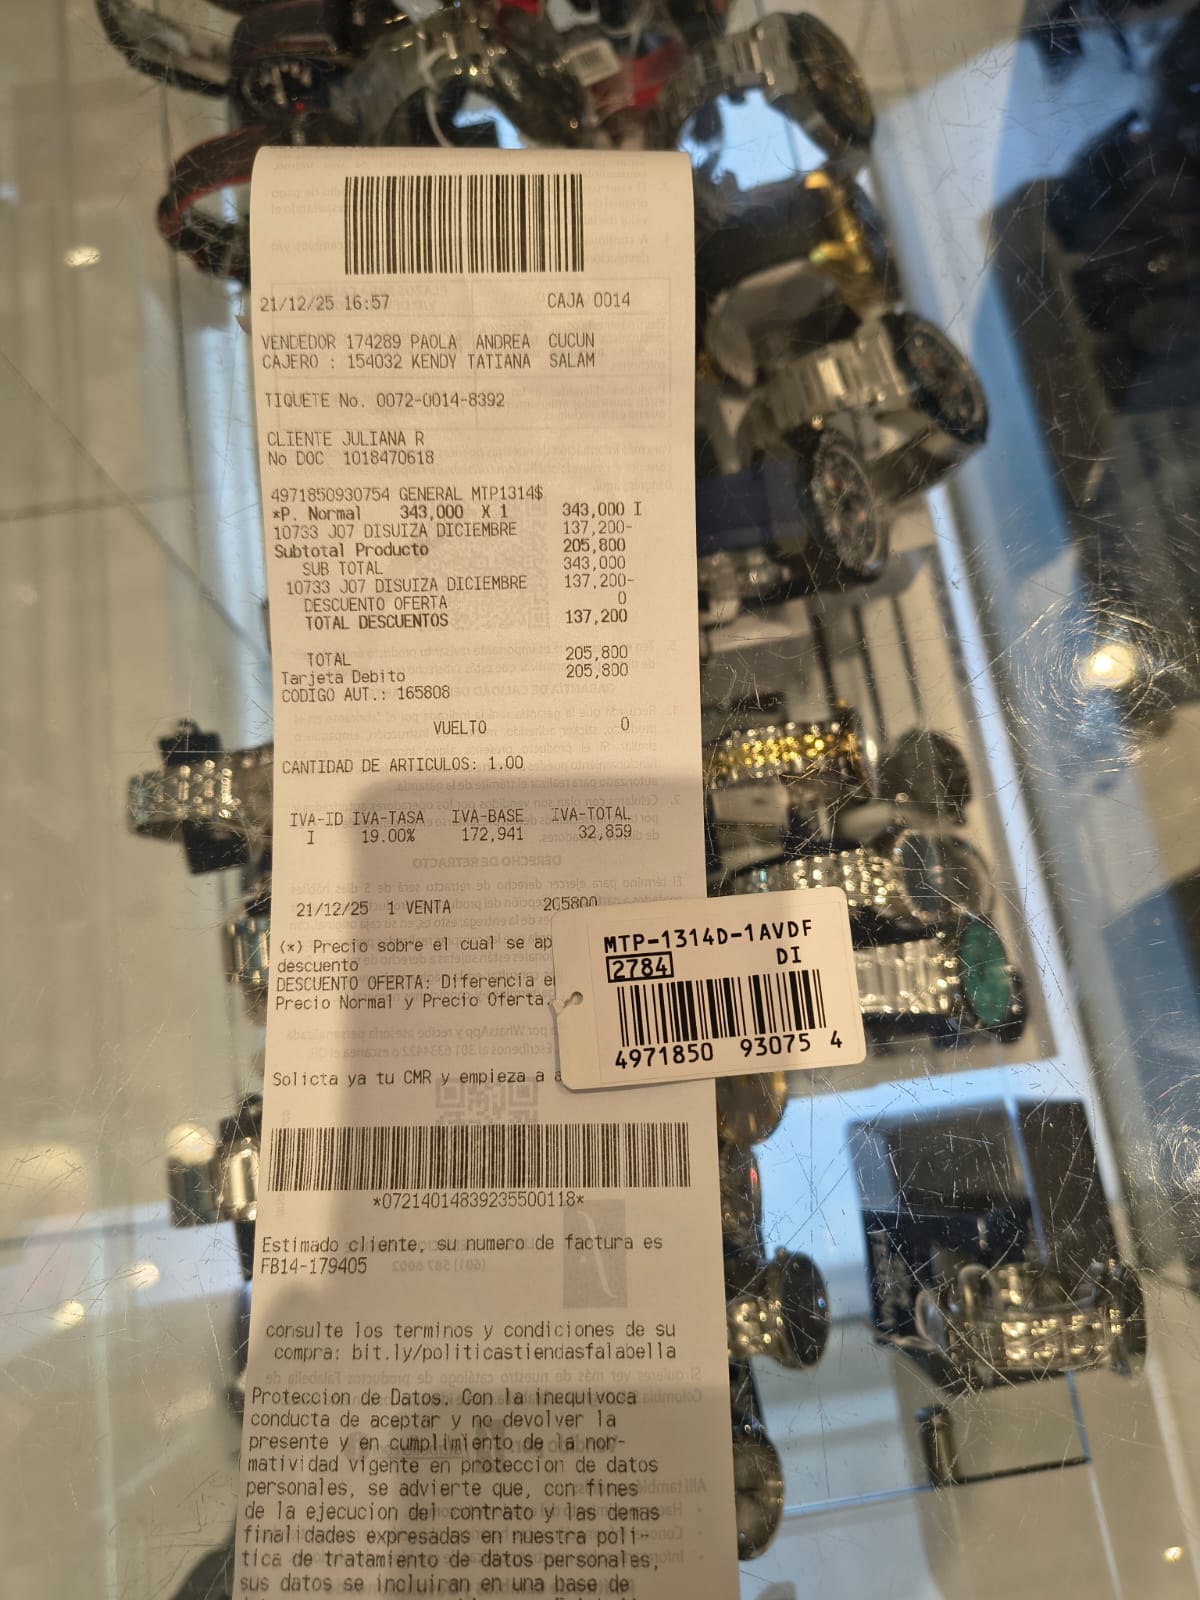 21/12/25 16:57 CAJA 0014
VENDEDOR 174289 PAOLA ANDREA CUCUN
CAJERO : 154032 KENDY TATIANA SALAM
TIQUETE No. 0072-0014-8392
CLIENTE JULIANA R
No DOC 1018470618
4971850930754 GENERAL MTP1314$
*P. Normal 343,000 X 1 343,000 I
10733 J07 DISUIZA DICIEMBRE 137,200-
Subtotal Producto 205,800
SUB TOTAL 343,000
10733 J07 DISUIZA DICIEMBRE 137,200-
DESCUENTO OFERTA 0
TOTAL DESCUENTOS 137,200
TOTAL 205,800
Tarjeta Debito 205,800
CODIGO AUT.: 165808
VUELTO 0
CANTIDAD DE ARTICULOS: 1.00
IVA-ID IVA-TASA IVA-BASE IVA-TOTAL
I 19.00% 172,941 32,859
21/12/25 1 VENTA 205800
(*) Precio sobre el cual se ap
descuento
DESCUENTO OFERTA: Diferencia e
Precio Normal y Precio Oferta.
MTP-1314D-1AVDF
2784 DI
4971850 93075 4
Solicta ya tu CMR y empieza a a
*07214014839235500118*
Estimado cliente, su numero de factura es
FB14-179405
consulte los terminos y condiciones de su
compra: bit.ly/politicastiendasfalabella
Proteccion de Datos. Con la inequivoca
conducta de aceptar y no devolver la
presente y en cumplimiento de la nor-
matividad vigente en proteccion de datos
personales, se advierte que, con fines
de la ejecucion del contrato y las demas
finalidades expresadas en nuestra poli-
tica de tratamiento de datos personales,
sus datos se incluiran en una base de